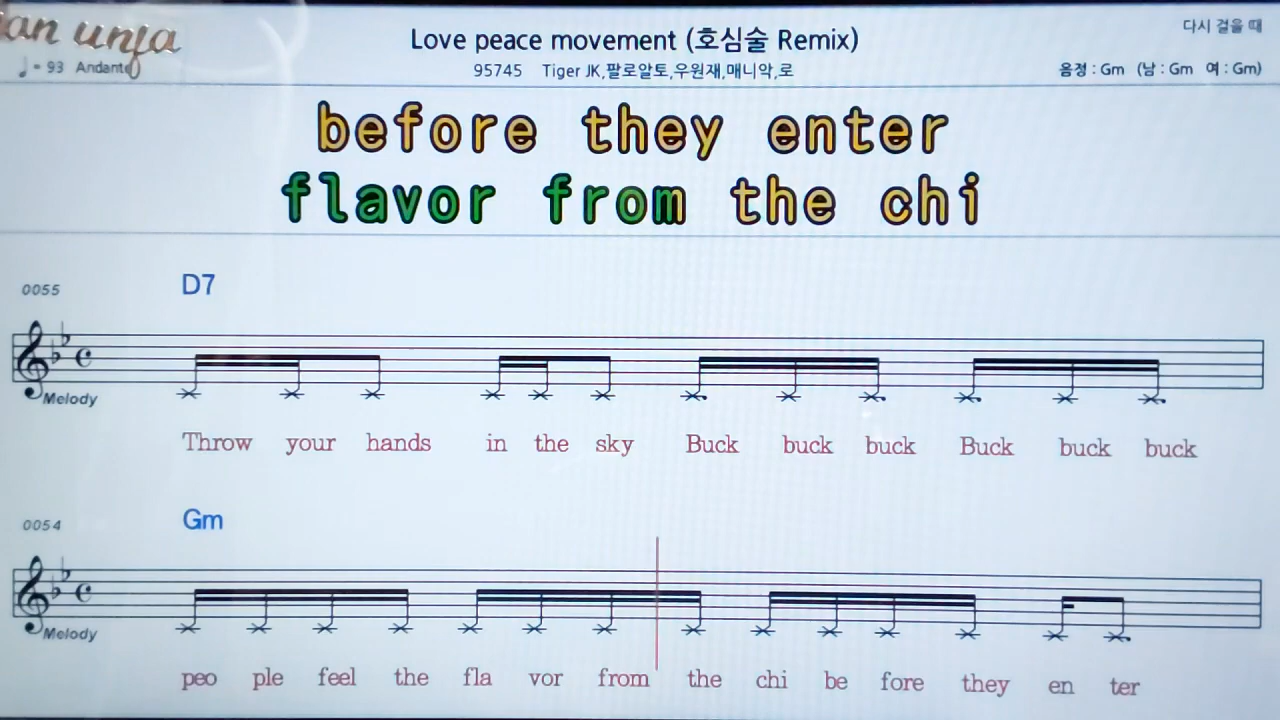 an unja
♩= 93 Andante
Love peace movement (호심술 Remix)
다시 걸을 때
95745 Tiger JK,팔로알토,우원재,매니악,로
음정 : Gm (남 : Gm 여 : Gm)
before they enter
flavor from the chi
0055
D7
Melody
Throw your hands in the sky Buck buck buck Buck buck buck
0054
Gm
Melody
peo ple feel the fla vor from the chi be fore they en ter